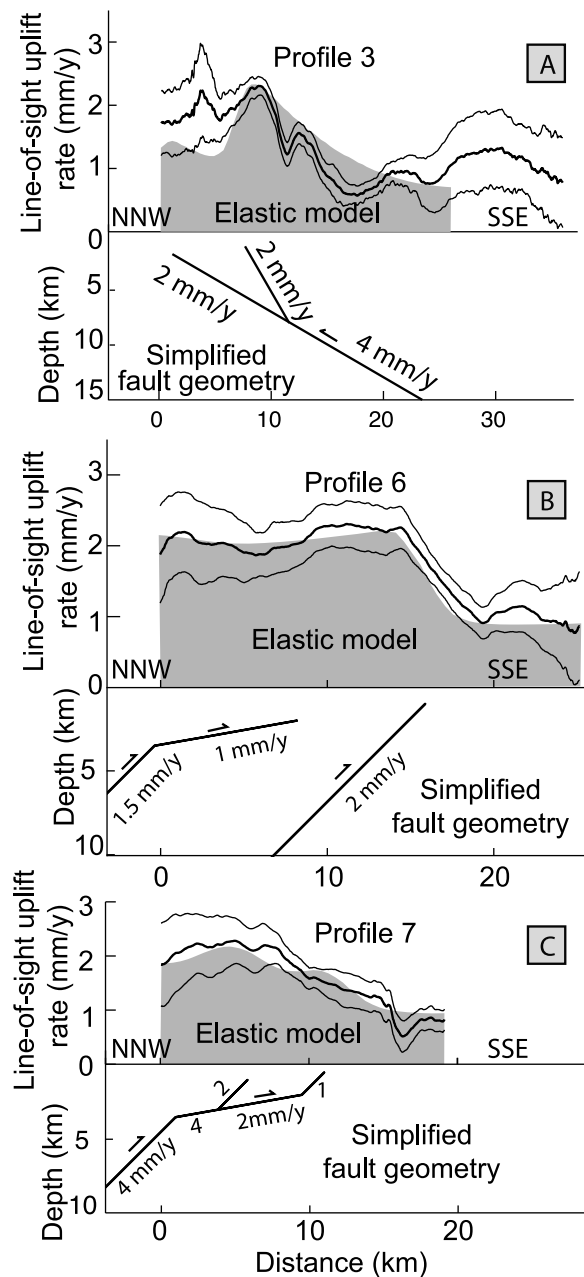 Profile 3
A
Line-of-sight uplift
rate (mm/y)
3
2
1
0
NNW
Elastic model
SSE
Depth (km)
5
10
15
2 mm/y
2 mm/y
4 mm/y
Simplified
fault geometry
0
10
20
30
Profile 6
B
Line-of-sight uplift
rate (mm/y)
3
2
1
0
NNW
Elastic model
SSE
Depth (km)
5
10
1.5 mm/y
1 mm/y
2 mm/y
Simplified
fault geometry
0
10
20
Profile 7
C
Line-of-sight uplift
rate (mm/y)
3
2
1
0
NNW
Elastic model
SSE
Depth (km)
5
10
4 mm/y
4
2
2mm/y
1
Simplified
fault geometry
0
10
20
Distance (km)